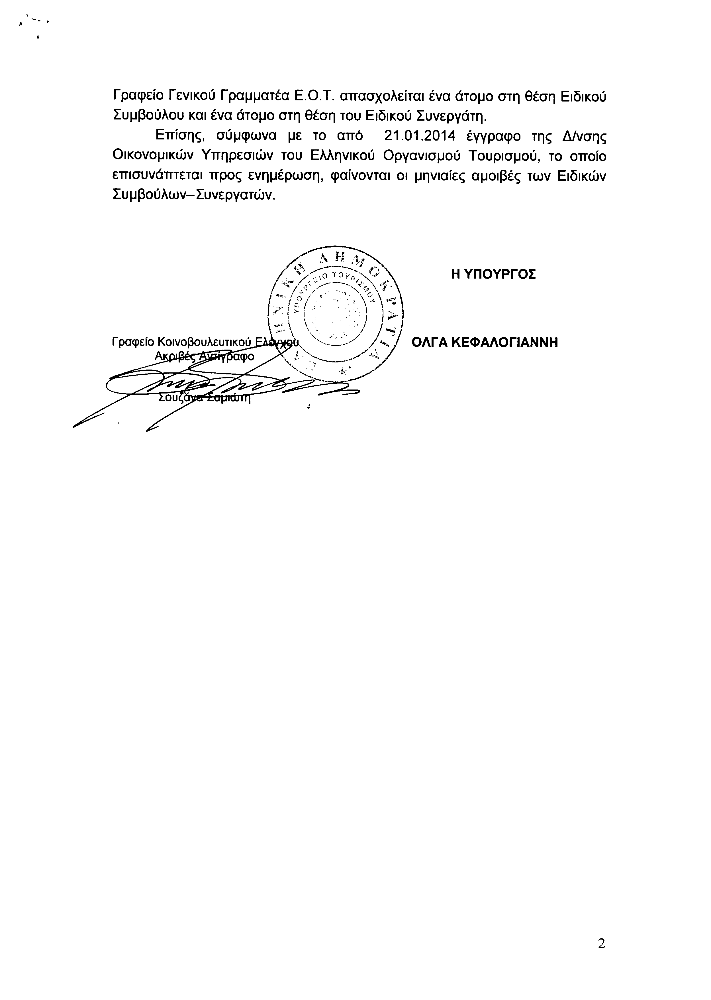 Γραφείο Γενικού Γραμματέα Ε.Ο.Τ. απασχολείται ένα άτομο στη θέση Ειδικού
Συμβούλου και ένα άτομο στη θέση του Ειδικού Συνεργάτη.
Επίσης, σύμφωνα με το από 21.01.2014 έγγραφο της Δ/νσης
Οικονομικών Υπηρεσιών του Ελληνικού Οργανισμού Τουρισμού, το οποίο
επισυνάπτεται προς ενημέρωση, φαίνονται οι μηνιαίες αμοιβές των Ειδικών
Συμβούλων–Συνεργατών.
ΕΛΛΗΝΙΚΗ ΔΗΜΟΚΡΑΤΙΑ
ΥΠΟΥΡΓΕΙΟ ΤΟΥΡΙΣΜΟΥ
Η ΥΠΟΥΡΓΟΣ
Γραφείο Κοινοβουλευτικού Ελέγχου
Ακριβές Αντίγραφο
ΟΛΓΑ ΚΕΦΑΛΟΓΙΑΝΝΗ
Σουζάνα Σαμιώτη
2